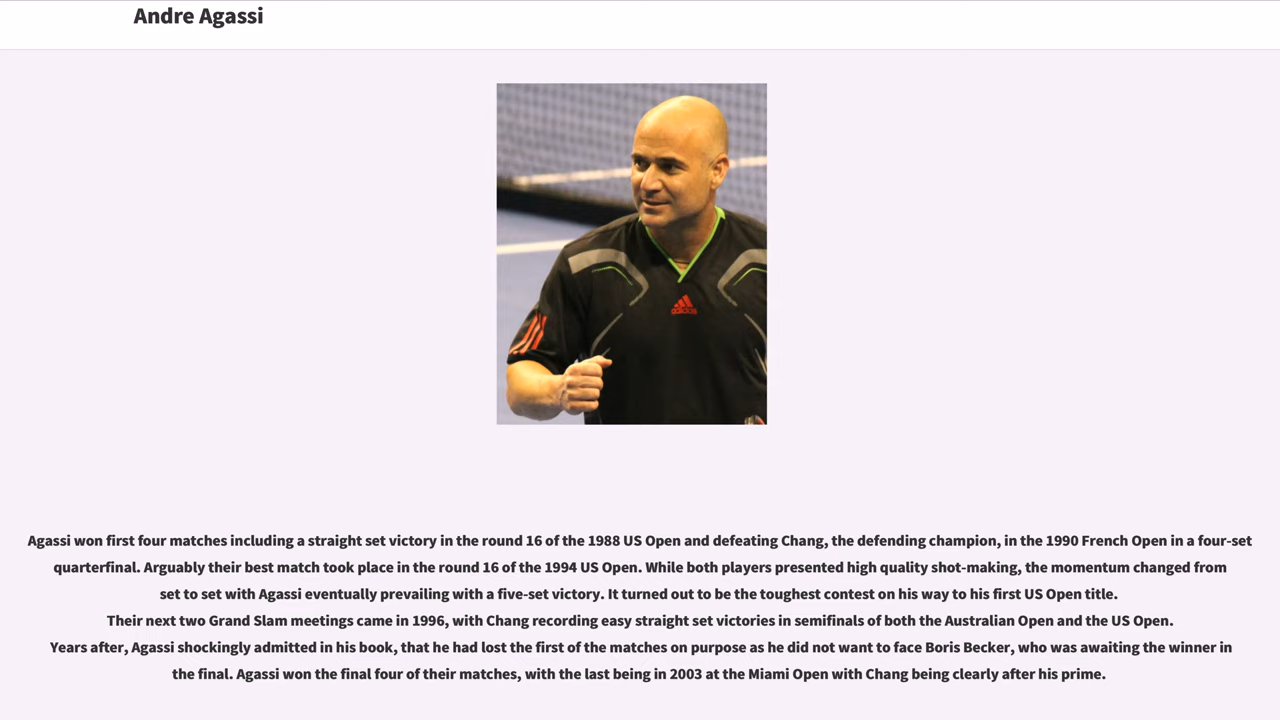 Andre Agassi
adidas
Agassi won first four matches including a straight set victory in the round 16 of the 1988 US Open and defeating Chang, the defending champion, in the 1990 French Open in a four-set
quarterfinal. Arguably their best match took place in the round 16 of the 1994 US Open. While both players presented high quality shot-making, the momentum changed from
set to set with Agassi eventually prevailing with a five-set victory. It turned out to be the toughest contest on his way to his first US Open title.
Their next two Grand Slam meetings came in 1996, with Chang recording easy straight set victories in semifinals of both the Australian Open and the US Open.
Years after, Agassi shockingly admitted in his book, that he had lost the first of the matches on purpose as he did not want to face Boris Becker, who was awaiting the winner in
the final. Agassi won the final four of their matches, with the last being in 2003 at the Miami Open with Chang being clearly after his prime.